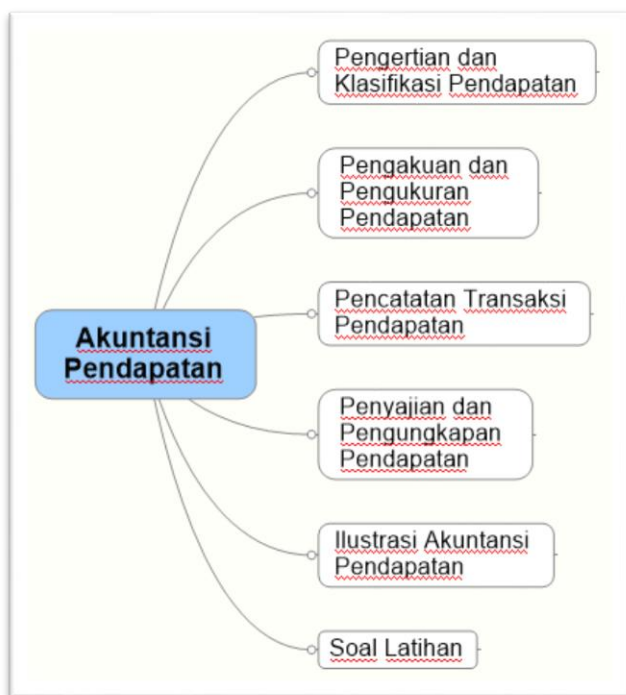 Pengertian dan
Klasifikasi Pendapatan
Pengakuan dan
Pengukuran
Pendapatan
Pencatatan Transaksi
Pendapatan
Akuntansi
Pendapatan
Penyajian dan
Pengungkapan
Pendapatan
Ilustrasi Akuntansi
Pendapatan
Soal Latihan